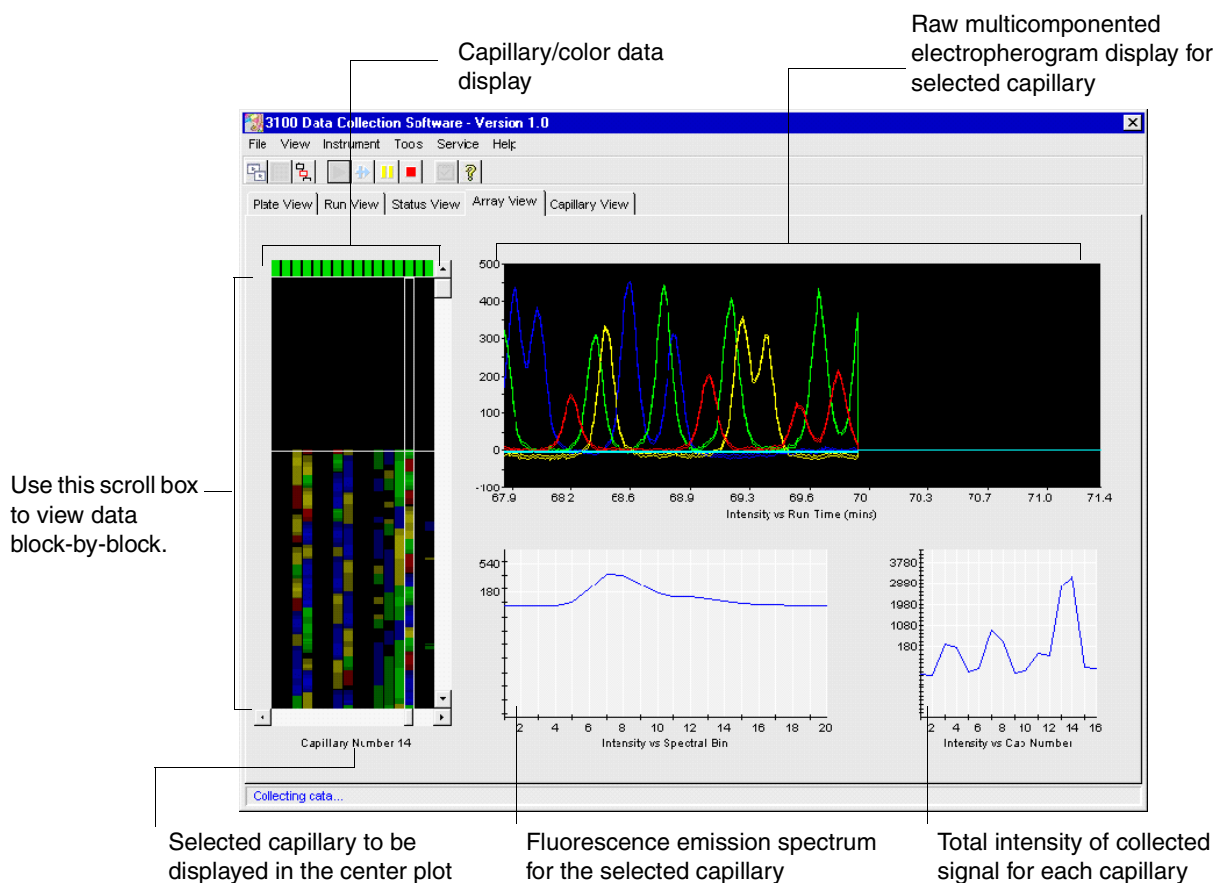 Capillary/color data
display
Raw multicomponented
electropherogram display for
selected capillary
3100 Data Collection Software - Version 1.0
File View Instrument Tools Service Help
Plate View Run View Status View Array View Capillary View
500
400
300
200
100
0
-100
67.9 68.2 68.6 68.9 69.3 69.6 70 70.3 70.7 71.0 71.4
Intensity vs Run Time (mins)
Use this scroll box
to view data
block-by-block.
540
180
2 4 6 8 10 12 14 16 18 20
Intensity vs Spectral Bin
3780
2880
1980
1080
180
2 4 6 8 10 12 14 16
Intensity vs Cap Number
Capillary Number 14
Collecting data...
Selected capillary to be
displayed in the center plot
Fluorescence emission spectrum
for the selected capillary
Total intensity of collected
signal for each capillary